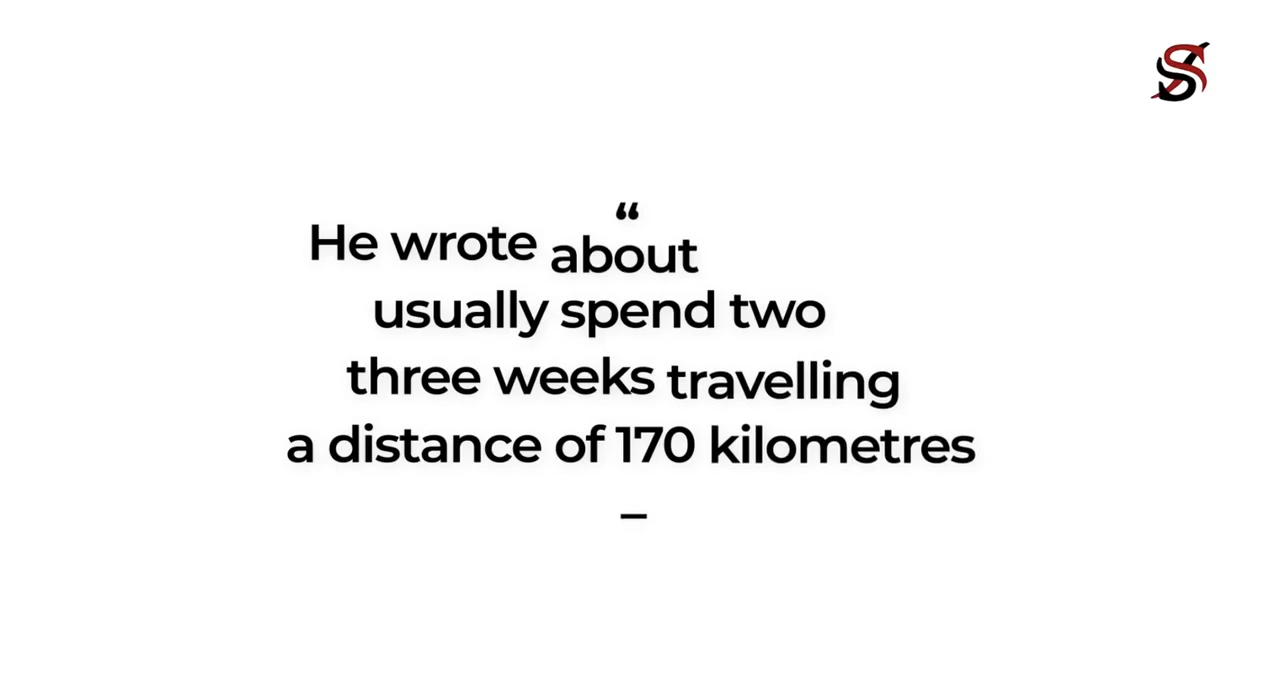 “
He wrote about
usually spend two
three weeks travelling
a distance of 170 kilometres
–